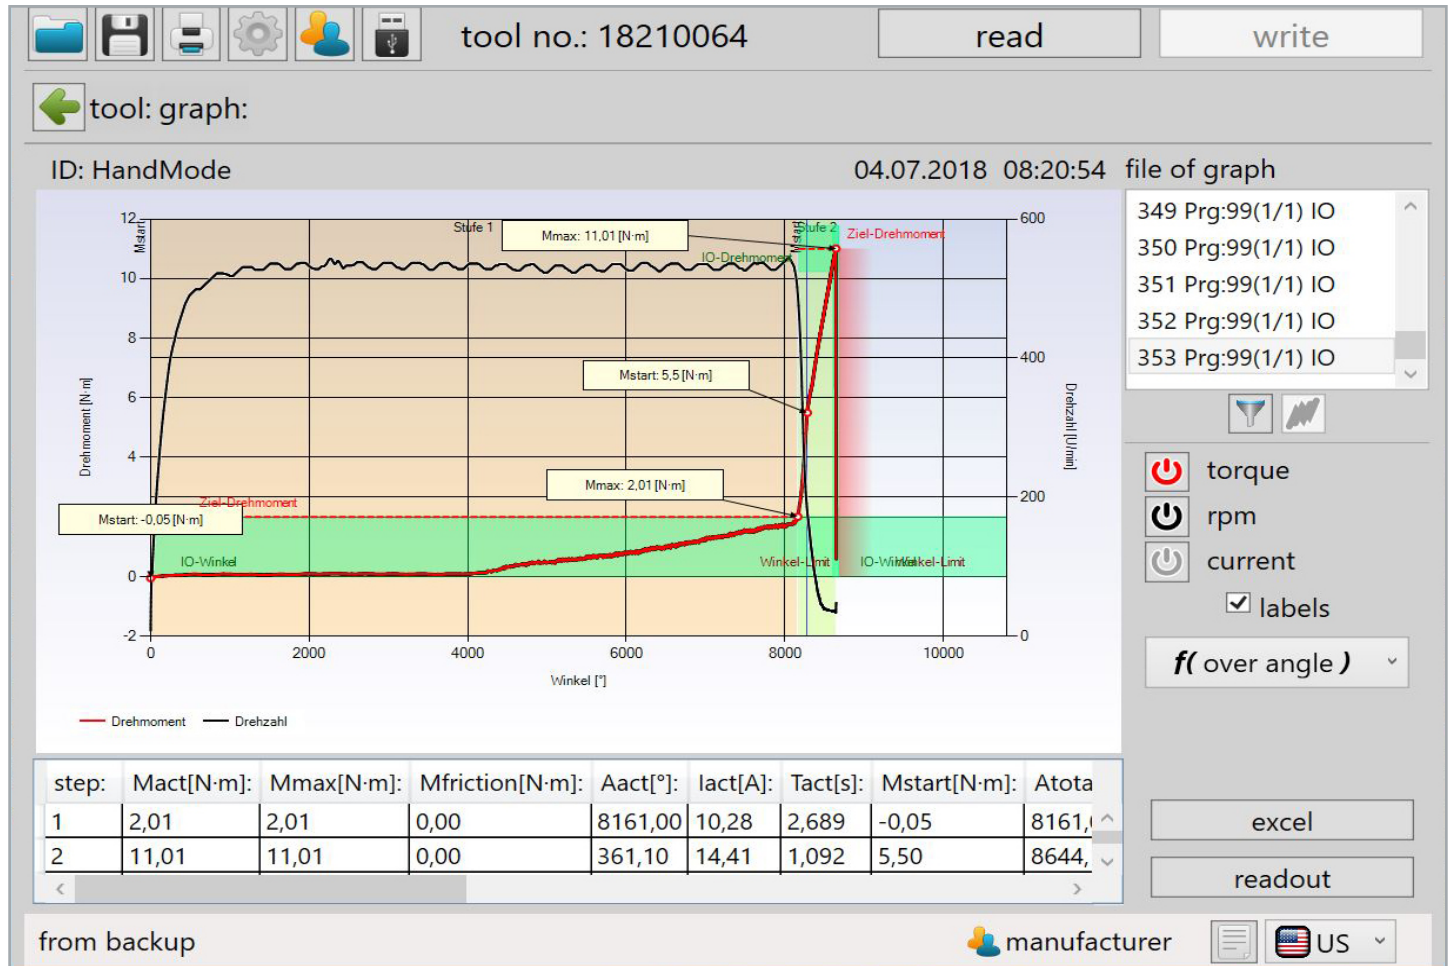 tool no.: 18210064
read
write
tool: graph:
ID: HandMode
04.07.2018 08:20:54
file of graph
349 Prg:99(1/1) IO
350 Prg:99(1/1) IO
351 Prg:99(1/1) IO
352 Prg:99(1/1) IO
353 Prg:99(1/1) IO
torque
rpm
current
labels
f( over angle )
excel
readout
12
10
8
6
4
2
0
-2
Drehmoment [N·m]
Mstart
Stufe 1
Mmax: 11,01 [N·m]
Mstart
Stufe 2
Ziel-Drehmoment
IO-Drehmoment
Mstart: 5,5 [N·m]
Mmax: 2,01 [N·m]
Ziel-Drehmoment
Mstart: -0,05 [N·m]
IO-Winkel
Winkel-Limit
IO-Winkel
Winkel-Limit
600
400
200
0
Drehzahl [U/min]
0
2000
4000
6000
8000
10000
Winkel [°]
Drehmoment
Drehzahl
step: Mact[N·m]: Mmax[N·m]: Mfriction[N·m]: Aact[°]: Iact[A]: Tact[s]: Mstart[N·m]: Atota
1 2,01 2,01 0,00 8161,00 10,28 2,689 -0,05 8161,
2 11,01 11,01 0,00 361,10 14,41 1,092 5,50 8644,
from backup
manufacturer
US